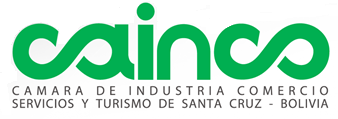 cainco
CAMARA DE INDUSTRIA COMERCIO
SERVICIOS Y TURISMO DE SANTA CRUZ - BOLIVIA